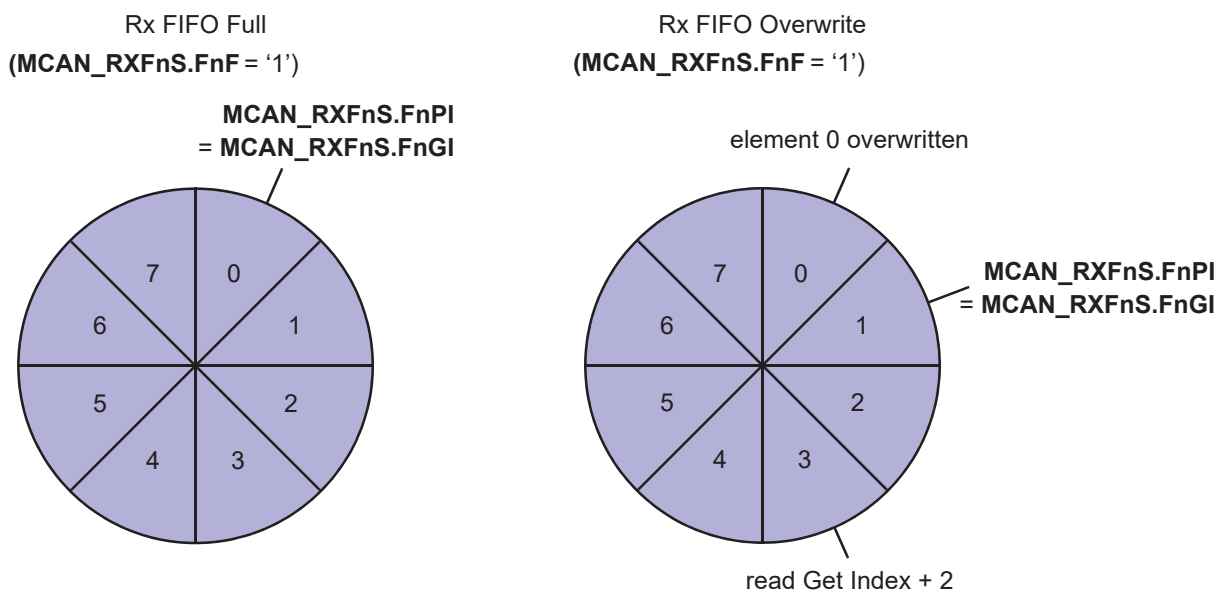 Rx FIFO Full
(MCAN_RXFnS.FnF = ‘1’)
MCAN_RXFnS.FnPI
= MCAN_RXFnS.FnGI
7
0
6
1
5
2
4
3
Rx FIFO Overwrite
(MCAN_RXFnS.FnF = ‘1’)
element 0 overwritten
MCAN_RXFnS.FnPI
= MCAN_RXFnS.FnGI
7
0
6
1
5
2
4
3
read Get Index + 2